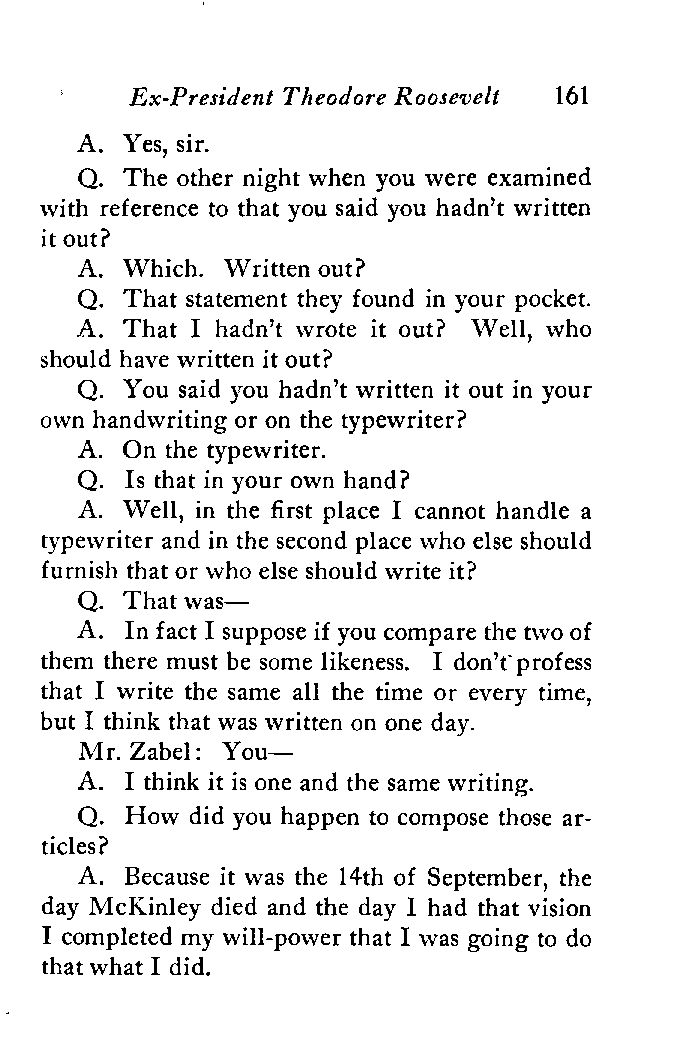 Ex-President Theodore Roosevelt 161
A. Yes, sir.
Q. The other night when you were examined
with reference to that you said you hadn't written
it out?
A. Which. Written out?
Q. That statement they found in your pocket.
A. That I hadn't wrote it out? Well, who
should have written it out?
Q. You said you hadn't written it out in your
own handwriting or on the typewriter?
A. On the typewriter.
Q. Is that in your own hand?
A. Well, in the first place I cannot handle a
typewriter and in the second place who else should
furnish that or who else should write it?
Q. That was—
A. In fact I suppose if you compare the two of
them there must be some likeness. I don't profess
that I write the same all the time or every time,
but I think that was written on one day.
Mr. Zabel: You—
A. I think it is one and the same writing.
Q. How did you happen to compose those ar-
ticles?
A. Because it was the 14th of September, the
day McKinley died and the day I had that vision
I completed my will-power that I was going to do
that what I did.